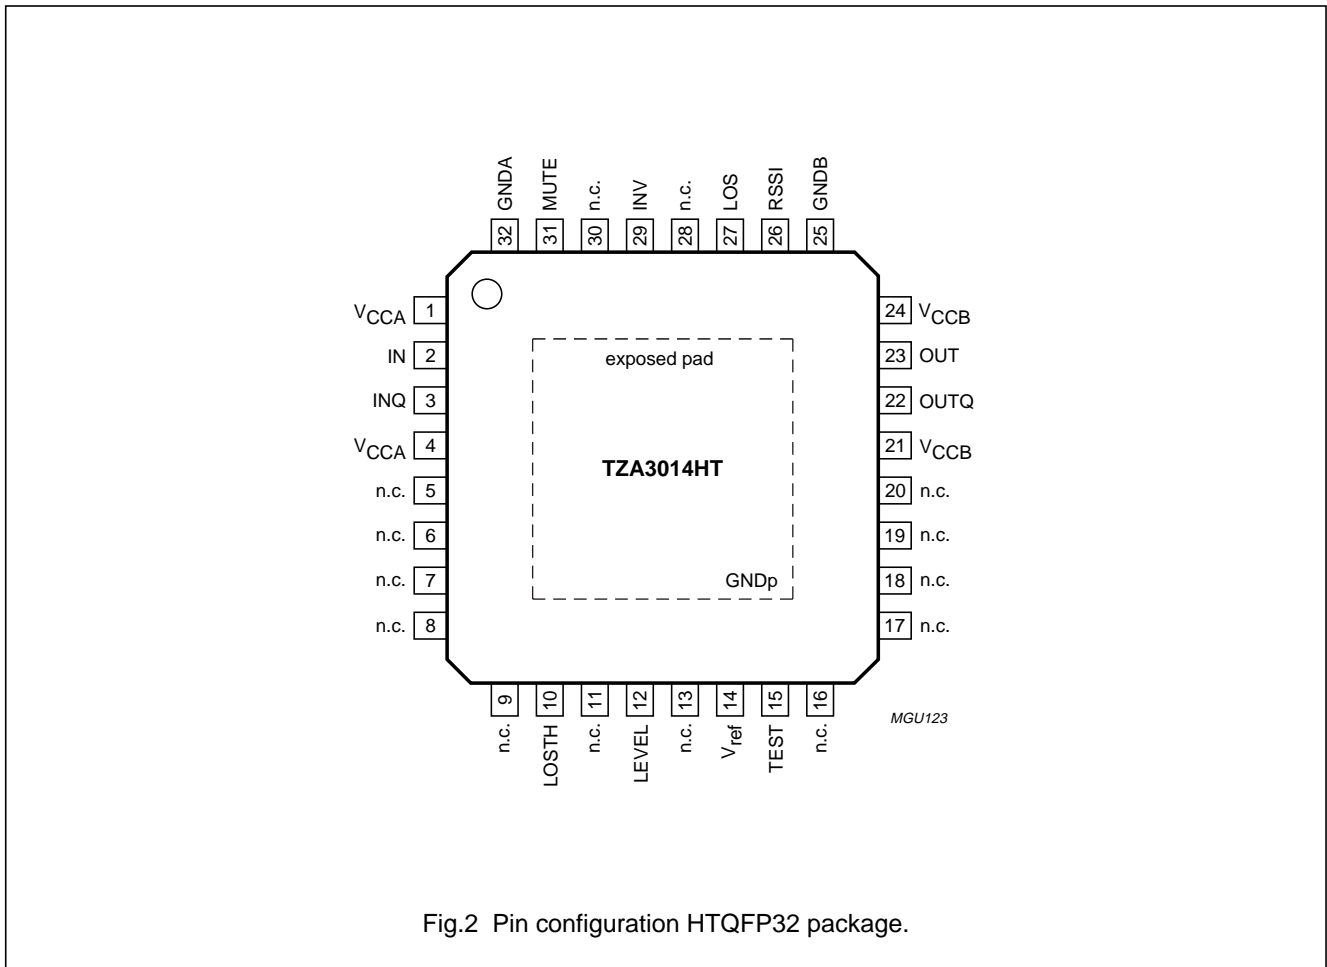 GNDA
MUTE
n.c.
INV
n.c.
LOS
RSSI
GNDB
32
31
30
29
28
27
26
25
VCCA 1
IN 2
INQ 3
VCCA 4
n.c. 5
n.c. 6
n.c. 7
n.c. 8
exposed pad
TZA3014HT
GNDp
24 VCCB
23 OUT
22 OUTQ
21 VCCB
20 n.c.
19 n.c.
18 n.c.
17 n.c.
9
10
11
12
13
14
15
16
n.c.
LOSTH
n.c.
LEVEL
n.c.
Vref
TEST
n.c.
MGU123
Fig.2 Pin configuration HTQFP32 package.